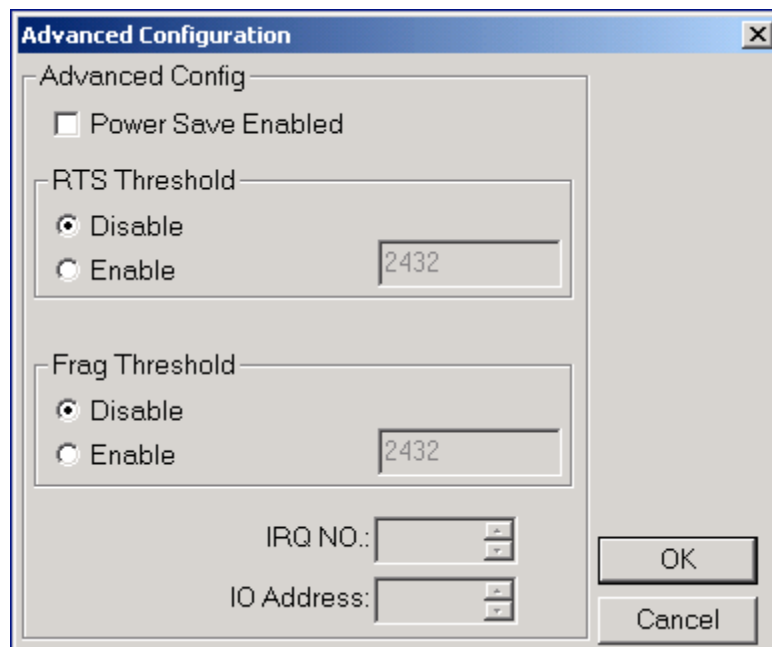 Advanced Configuration
Advanced Config
Power Save Enabled
RTS Threshold
Disable
Enable
2432
Frag Threshold
Disable
Enable
2432
IRQ NO.:
IO Address:
OK
Cancel